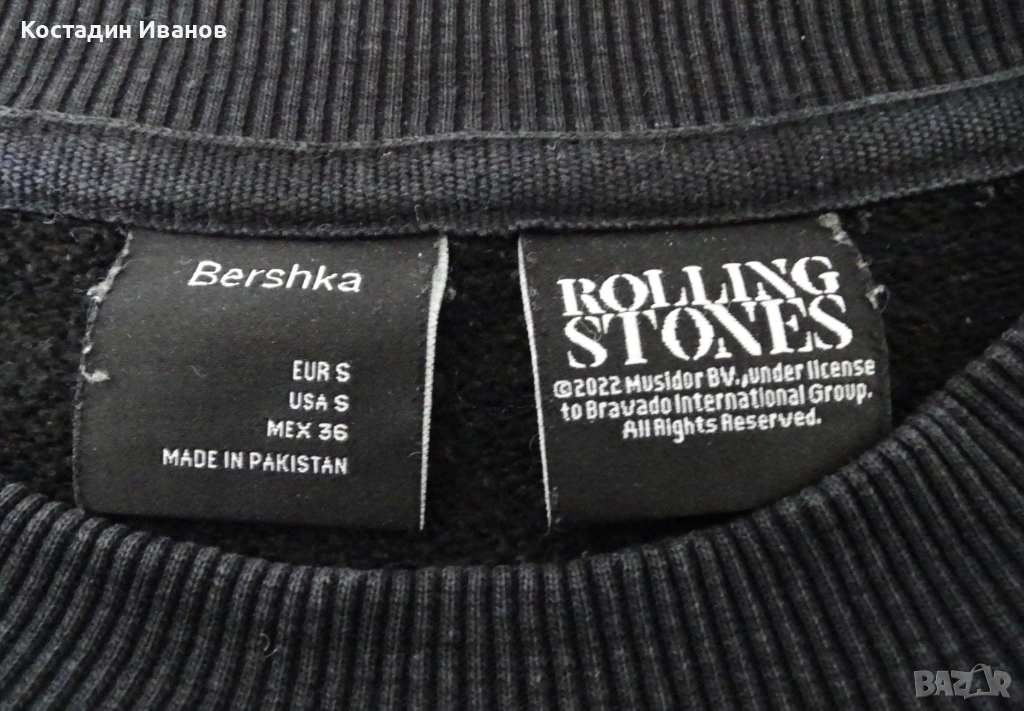 Костадин Иванов
Bershka
EUR S
USA S
MEX 36
MADE IN PAKISTAN
ROLLING
STONES
©2022 Musidor BV., under license
to Bravado International Group.
All Rights Reserved.
BAZAR